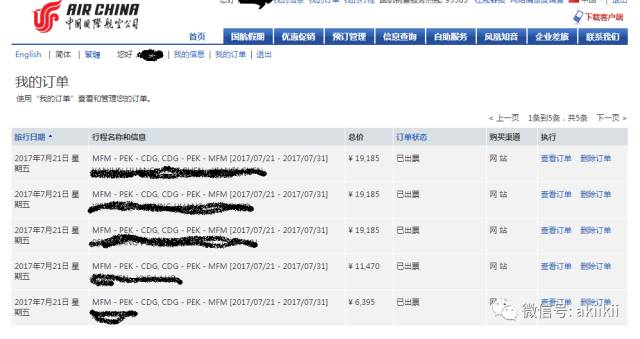 AIR CHINA
中国国际航空公司
下载客户端
首页 国航假期 优惠促销 预订管理 信息查询 自助服务 凤凰知音 企业差旅 联系我们
English | 简体 | 繁體 您好 | 我的信息 | 我的订单 | 退出
我的订单
使用“我的订单”查看和管理您的订单。
< 上一页 1条到5条，共5条 下一页 >
旅行日期 行程名称和信息 总价 订单状态 购买渠道 执行
2017年7月21日 星期五 MFM - PEK - CDG, CDG - PEK - MFM [2017/07/21 - 2017/07/31] ¥ 19,185 已出票 网 站 查看订单 删除订单
2017年7月21日 星期五 MFM - PEK - CDG, CDG - PEK - MFM [2017/07/21 - 2017/07/31] ¥ 19,185 已出票 网 站 查看订单 删除订单
2017年7月21日 星期五 MFM - PEK - CDG, CDG - PEK - MFM [2017/07/21 - 2017/07/31] ¥ 19,185 已出票 网 站 查看订单 删除订单
2017年7月21日 星期五 MFM - PEK - CDG, CDG - PEK - MFM [2017/07/21 - 2017/07/31] ¥ 11,470 已出票 网 站 查看订单 删除订单
2017年7月21日 星期五 MFM - PEK - CDG, CDG - PEK - MFM [2017/07/21 - 2017/07/31] ¥ 6,395 已出票 网 站 查看订单 删除订单
微信号: akiikii